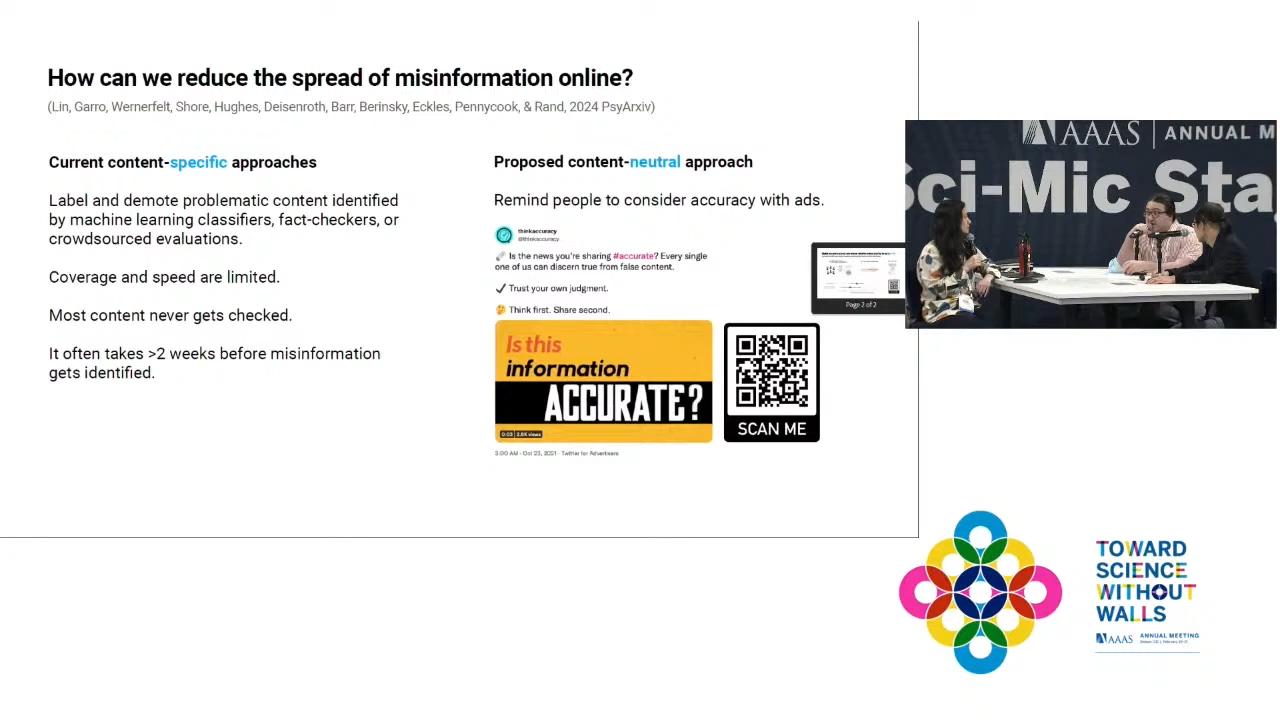 How can we reduce the spread of misinformation online?
(Lin, Garro, Wernerfelt, Shore, Hughes, Deisenroth, Barr, Berinsky, Eckles, Pennycook, & Rand, 2024 PsyArxiv)
Current content-specific approaches
Label and demote problematic content identified
by machine learning classifiers, fact-checkers, or
crowdsourced evaluations.
Coverage and speed are limited.
Most content never gets checked.
It often takes >2 weeks before misinformation
gets identified.
Proposed content-neutral approach
Remind people to consider accuracy with ads.
thinkaccuracy
@thinkaccuracy
🗞️ Is the news you're sharing #accurate? Every single
one of us can discern true from false content.
✔️ Trust your own judgment.
🤔 Think first. Share second.
Is this
information
ACCURATE?
0:03 | 2.8K views
SCAN ME
3:00 AM · Oct 23, 2021 · Twitter for Advertisers
Page 2 of 2
AAAS | ANNUAL M
Sci-Mic Sta
TOWARD
SCIENCE
WITHOUT
WALLS
AAAS ANNUAL MEETING